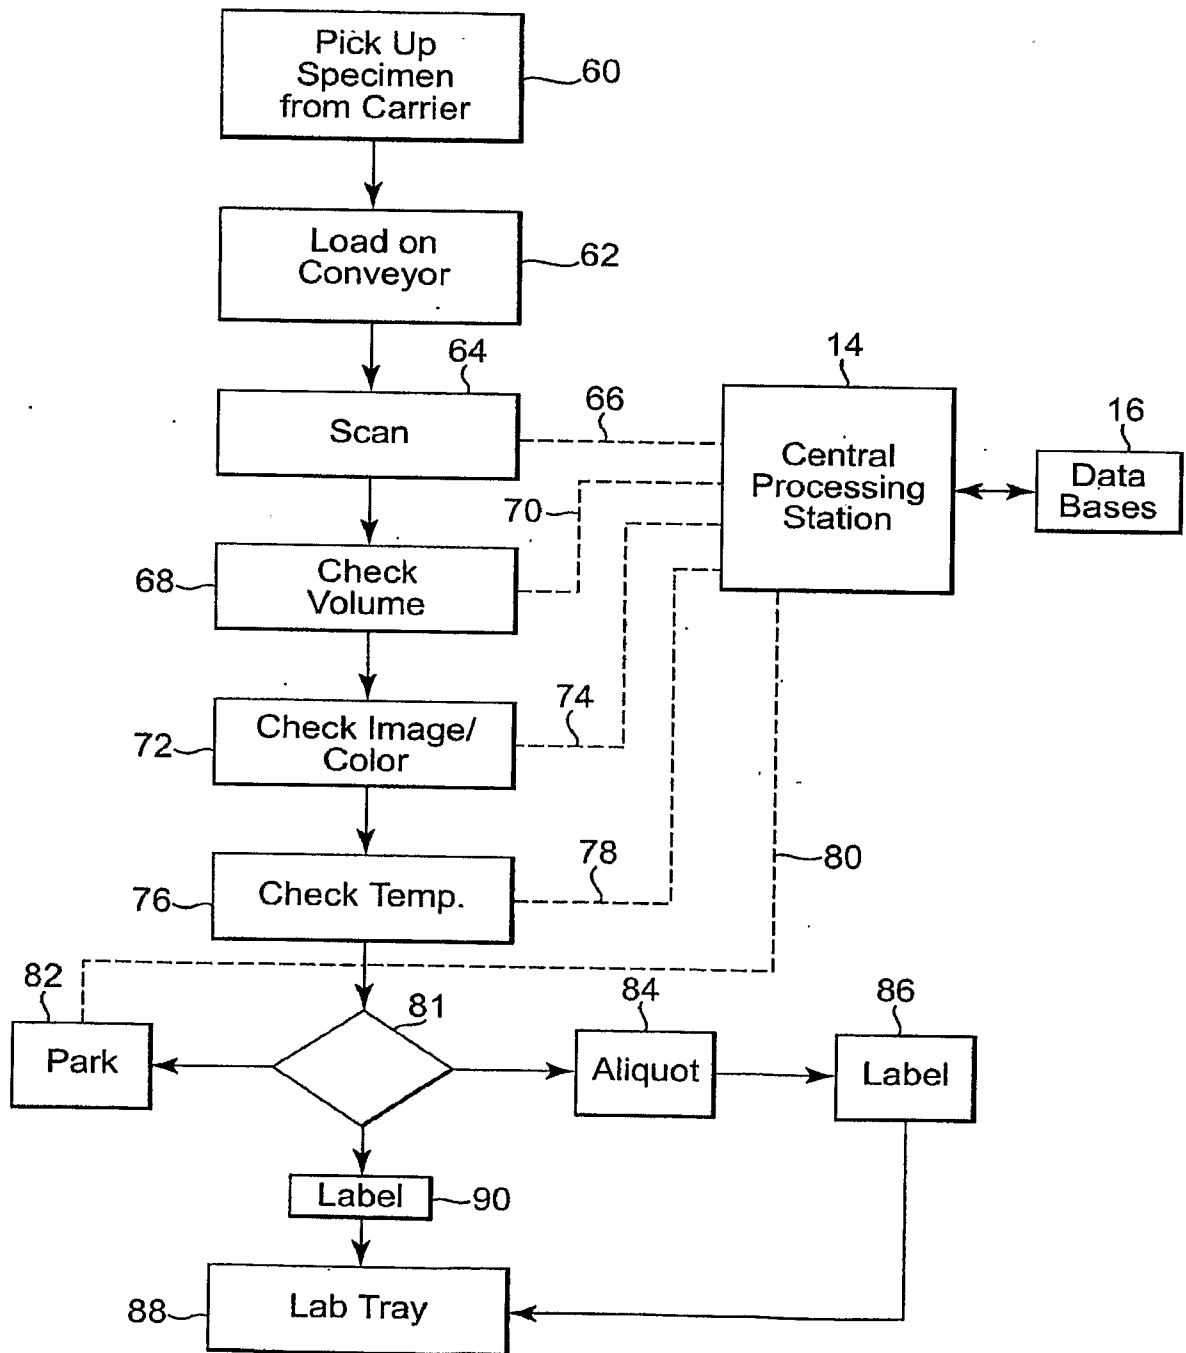 Pick Up
Specimen
from Carrier
60
Load on
Conveyor
62
64
Scan
66
14
Central
Processing
Station
16
Data
Bases
68
Check
Volume
70
72
Check Image/
Color
74
76
Check Temp.
78
80
82
Park
81
84
Aliquot
86
Label
Label
90
88
Lab Tray